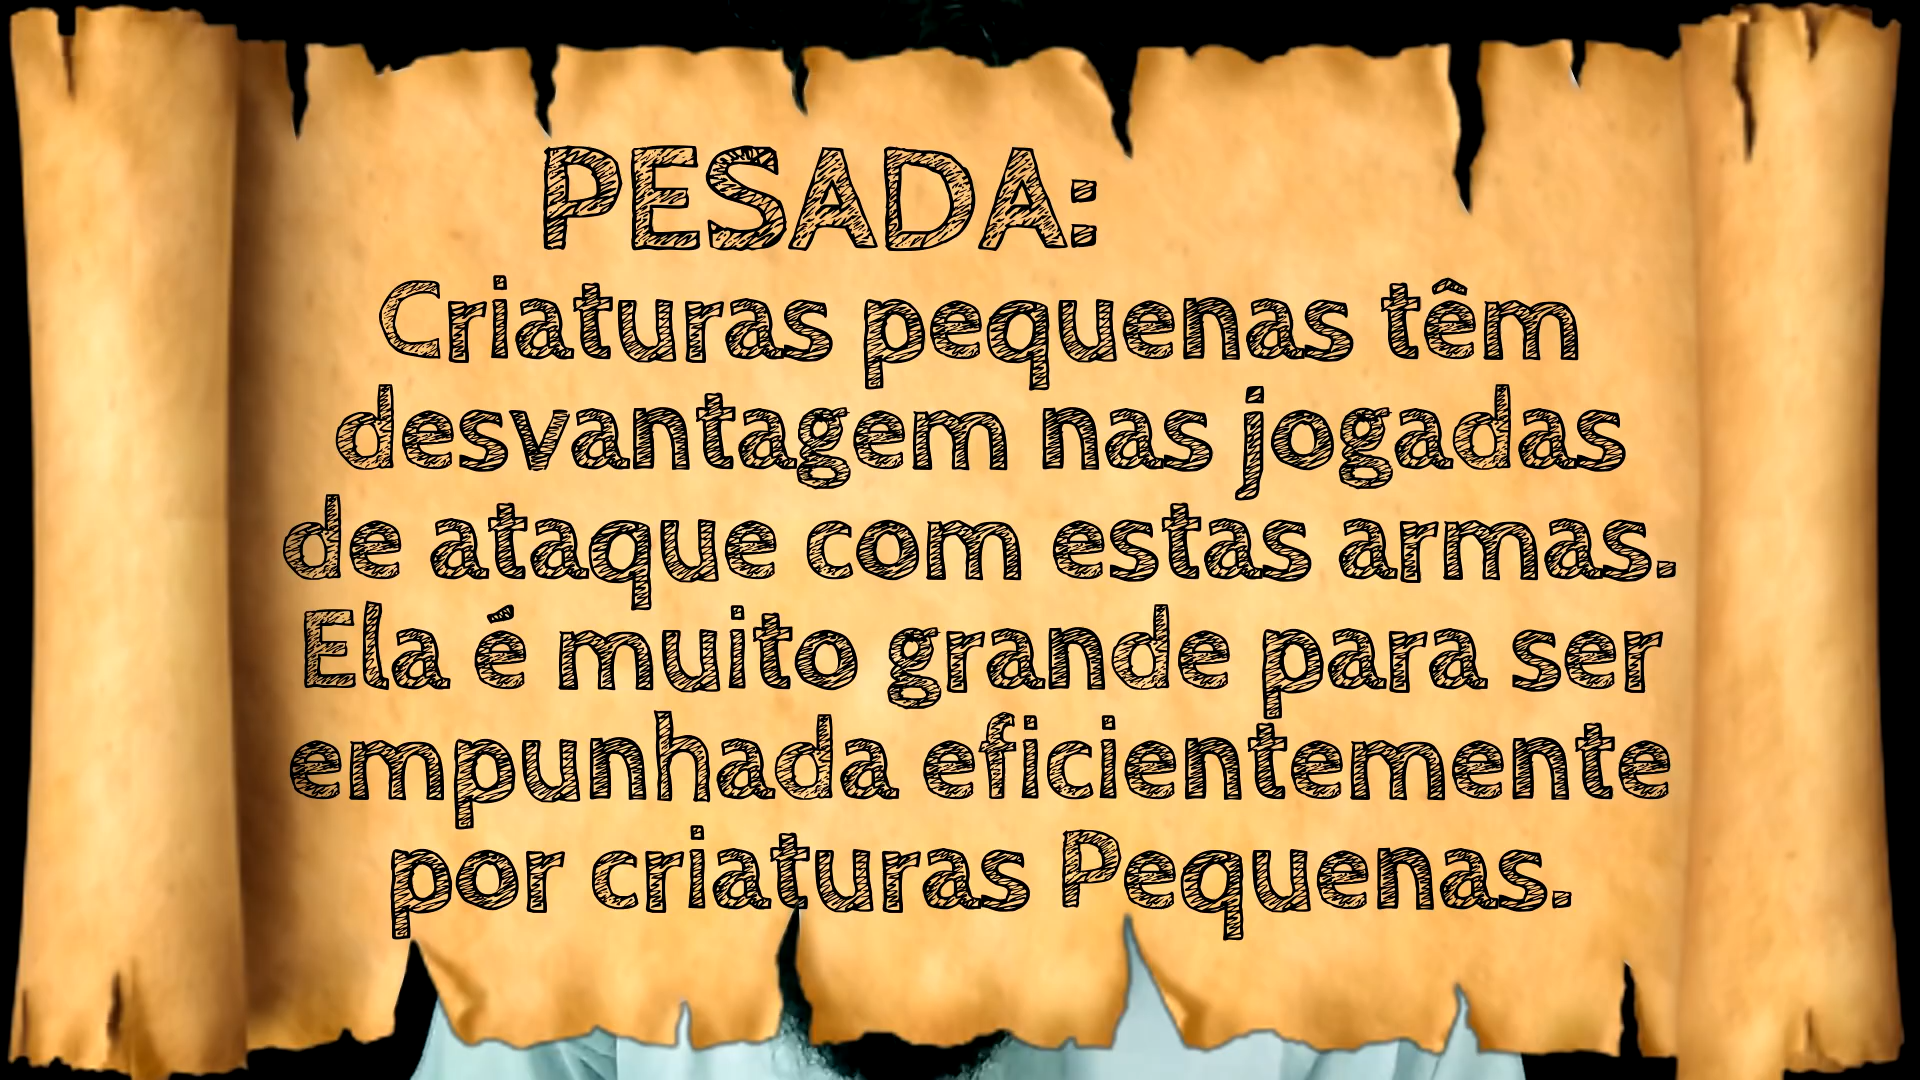 PESADA:
Criaturas pequenas têm
desvantagem nas jogadas
de ataque com estas armas.
Ela é muito grande para ser
empunhada eficientemente
por criaturas Pequenas.